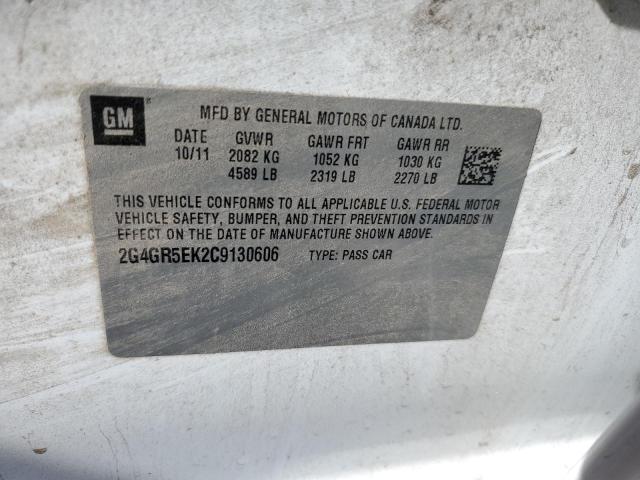 GM
MFD BY GENERAL MOTORS OF CANADA LTD.
DATE GVWR GAWR FRT GAWR RR
10/11 2082 KG 1052 KG 1030 KG
4589 LB 2319 LB 2270 LB
THIS VEHICLE CONFORMS TO ALL APPLICABLE U.S. FEDERAL MOTOR
VEHICLE SAFETY, BUMPER, AND THEFT PREVENTION STANDARDS IN
EFFECT ON THE DATE OF MANUFACTURE SHOWN ABOVE.
2G4GR5EK2C9130606 TYPE: PASS CAR